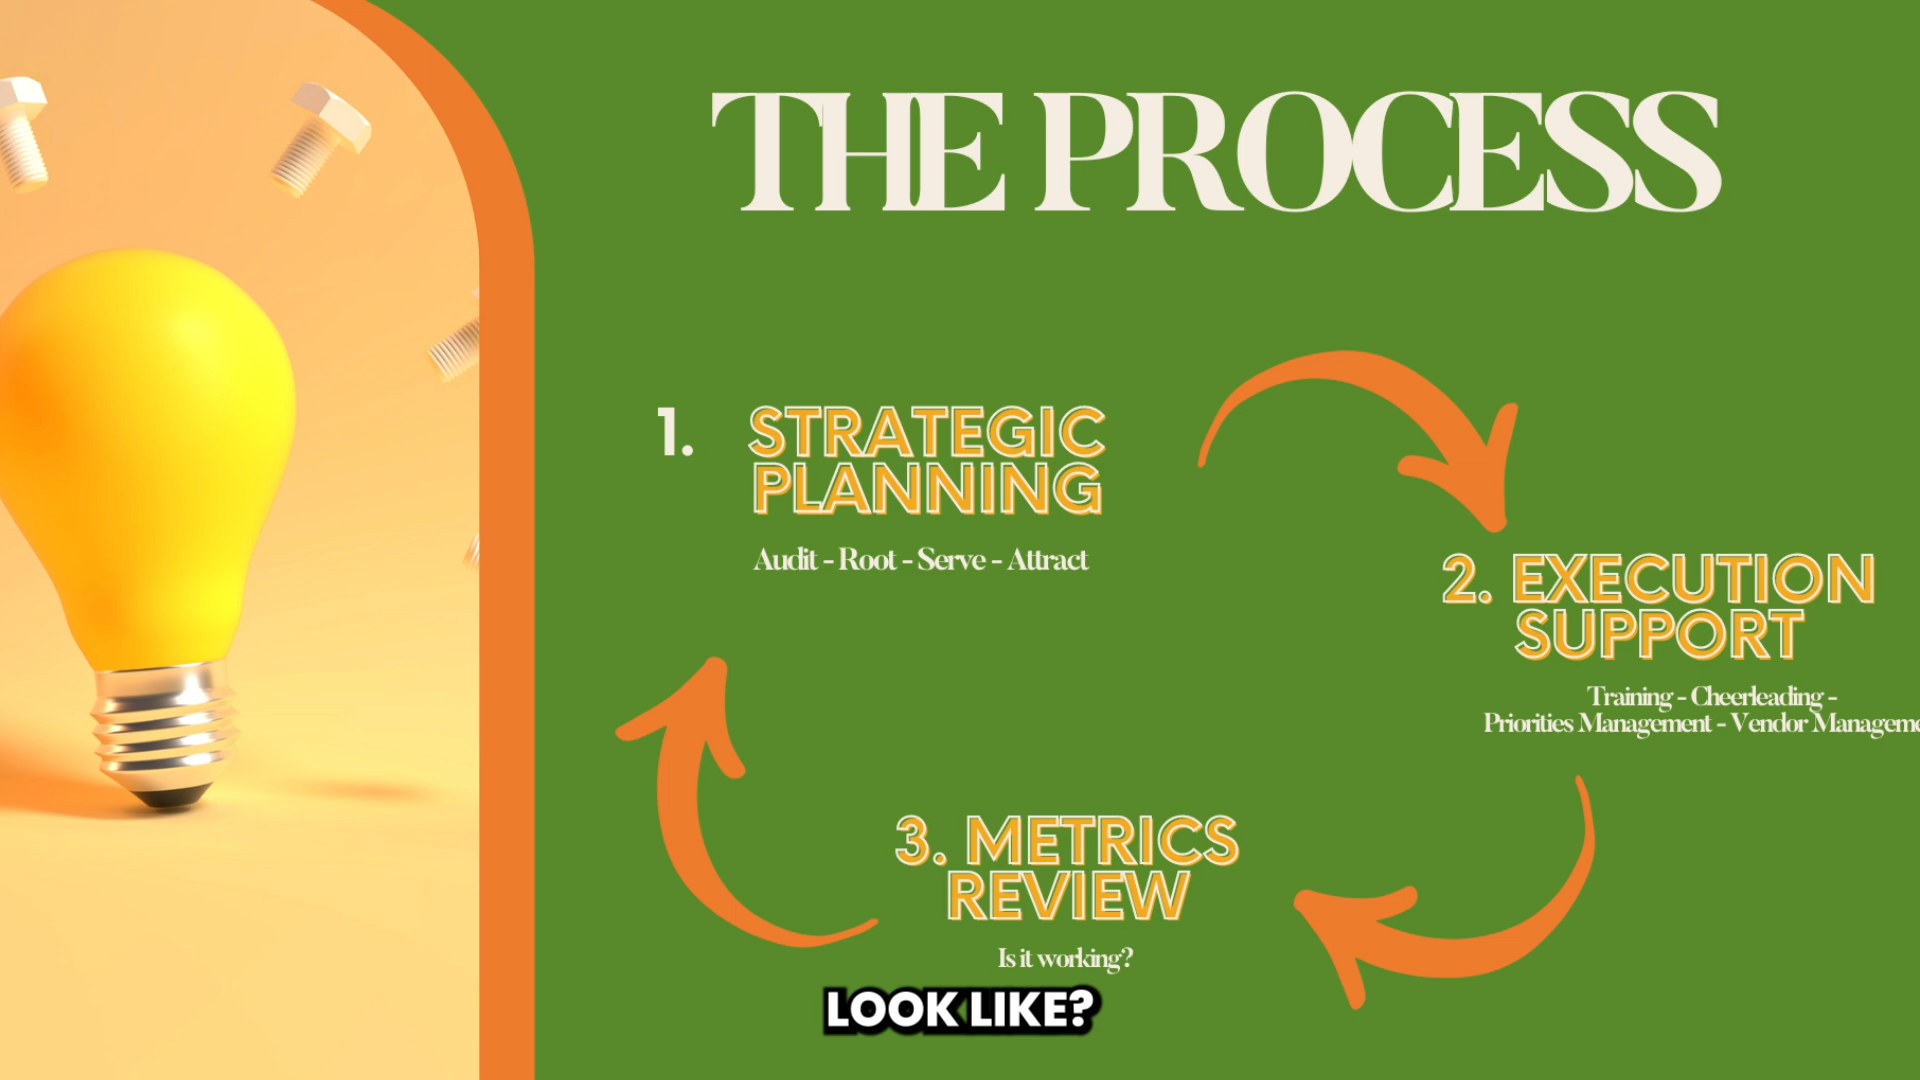 THE PROCESS
1. STRATEGIC
PLANNING
Audit - Root - Serve - Attract
2. EXECUTION
SUPPORT
Training - Cheerleading -
Priorities Management - Vendor Manageme
3. METRICS
REVIEW
Is it working?
LOOK LIKE?